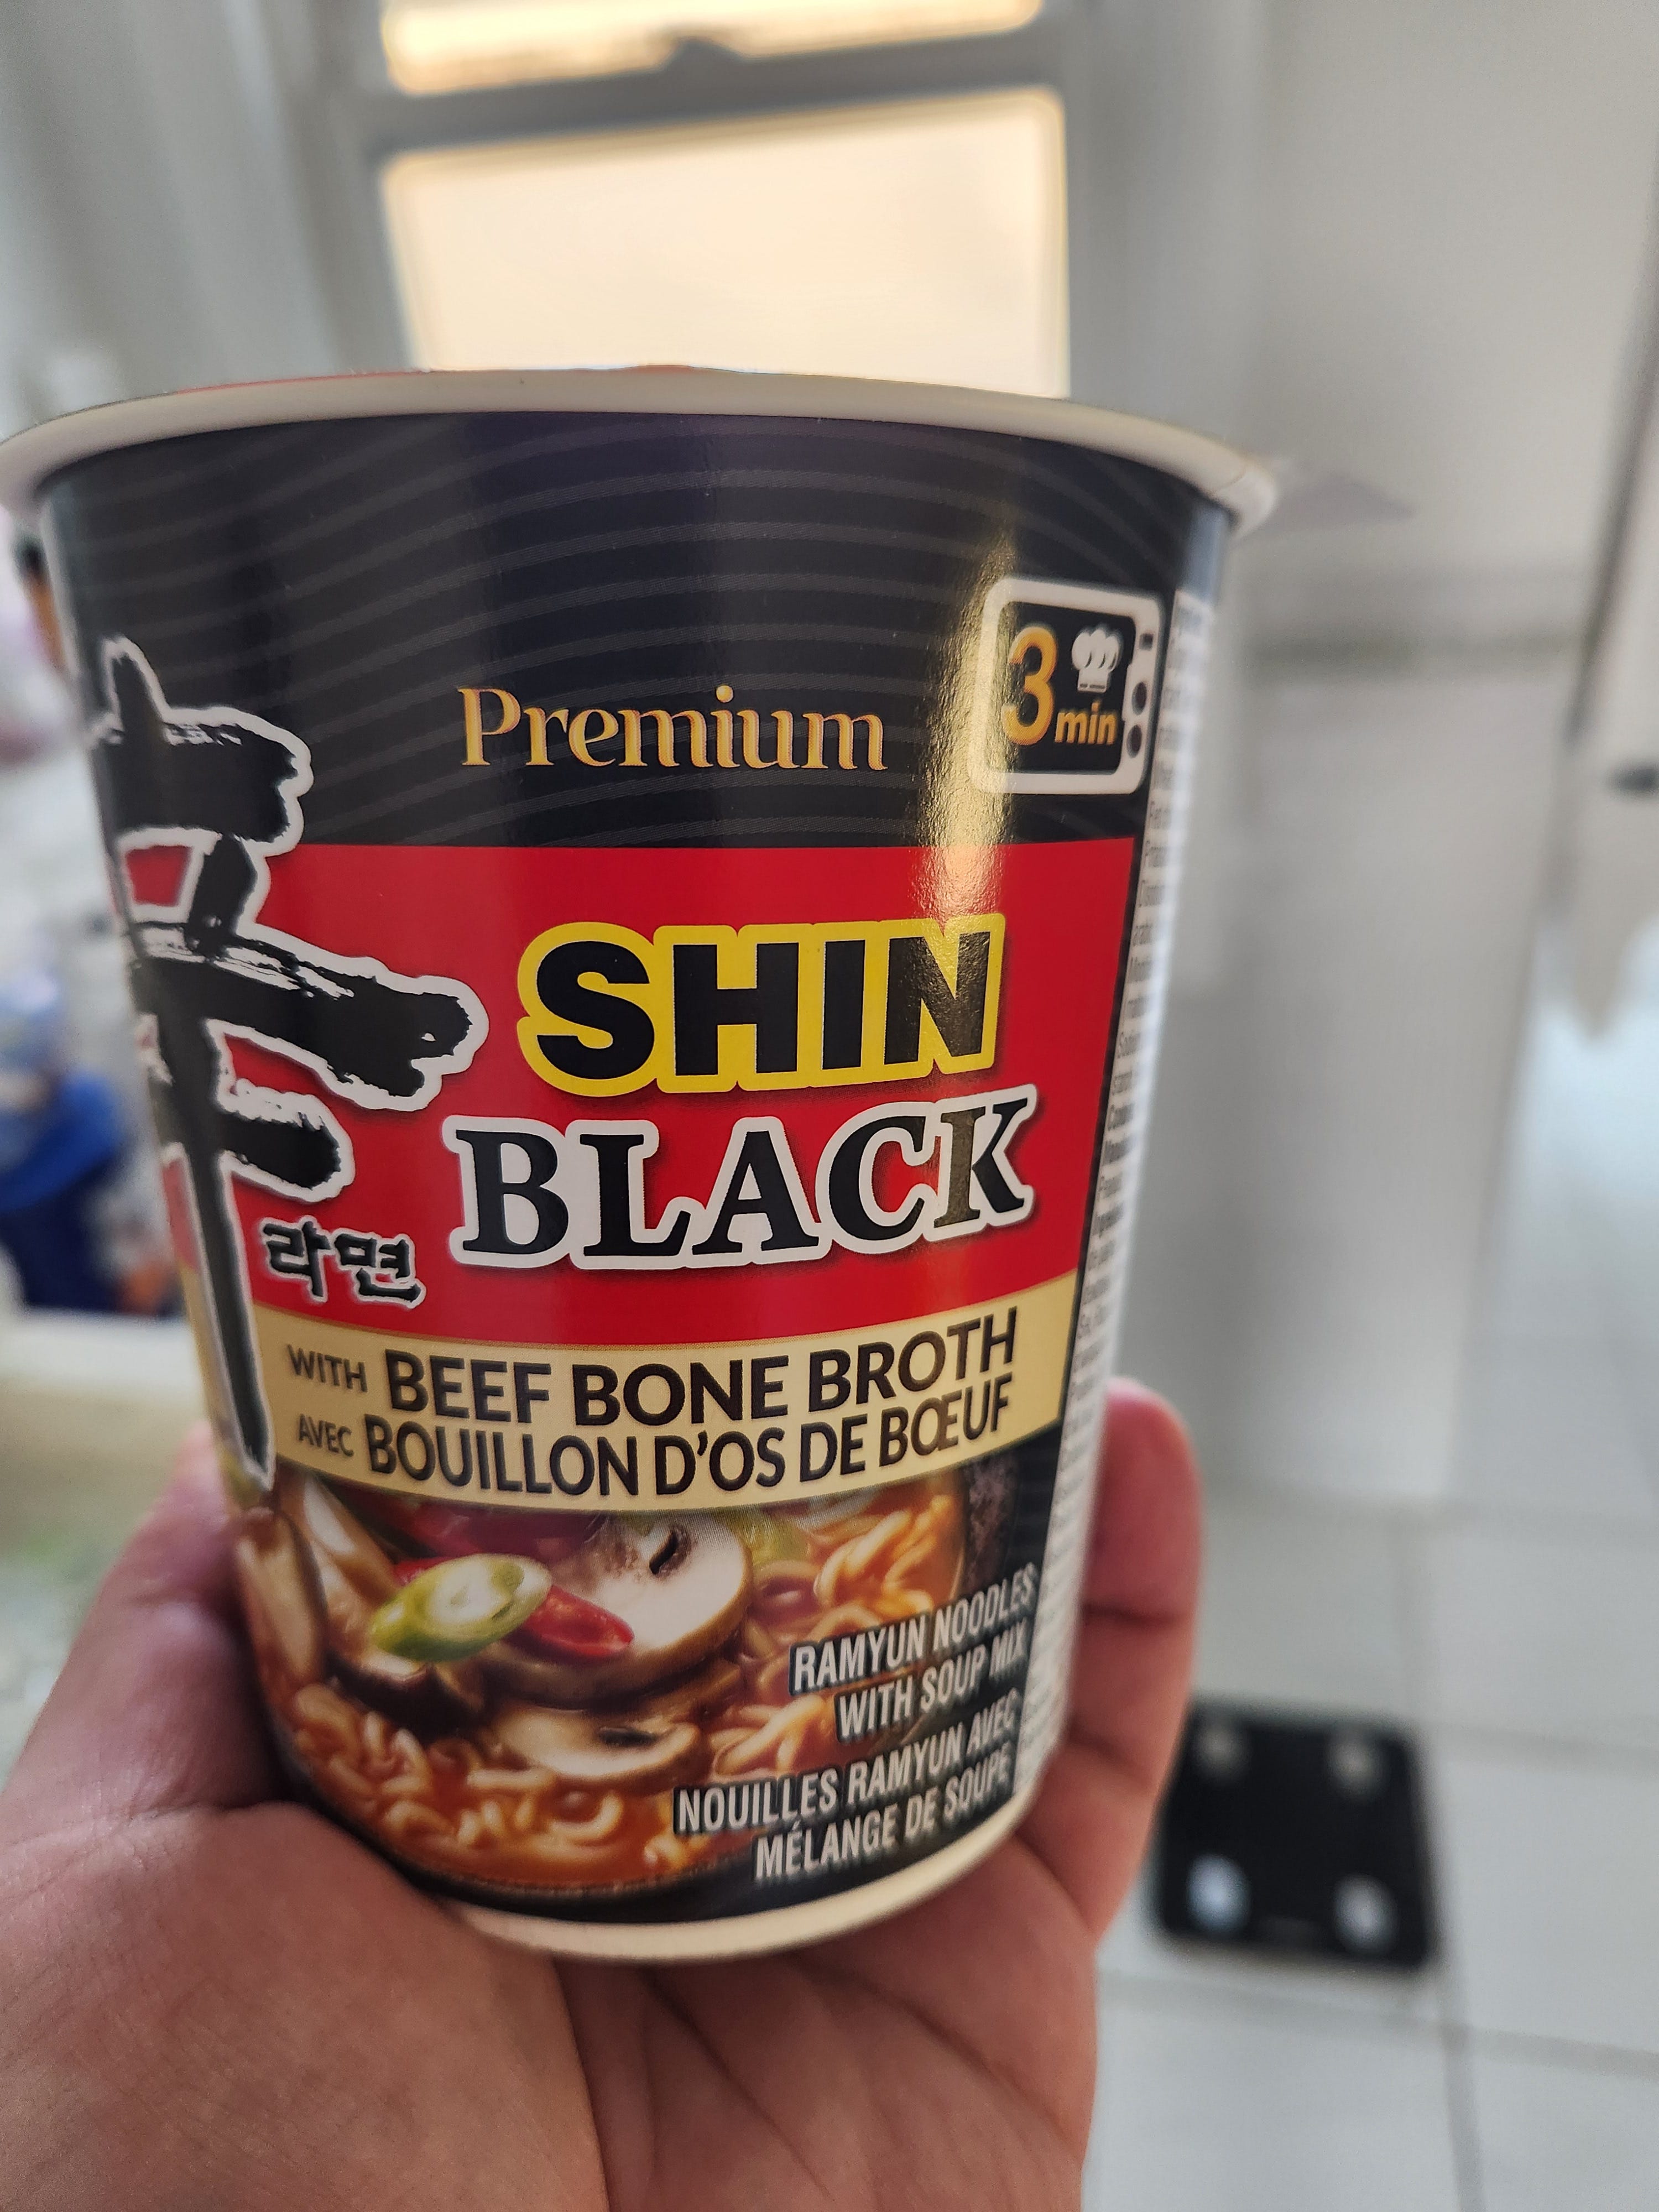 Premium
3 min
辛
SHIN
BLACK
라면
WITH BEEF BONE BROTH
AVEC BOUILLON D'OS DE BŒUF
RAMYUN NOODLES
WITH SOUP MIX
NOUILLES RAMYUN AVEC
MÉLANGE DE SOUPE